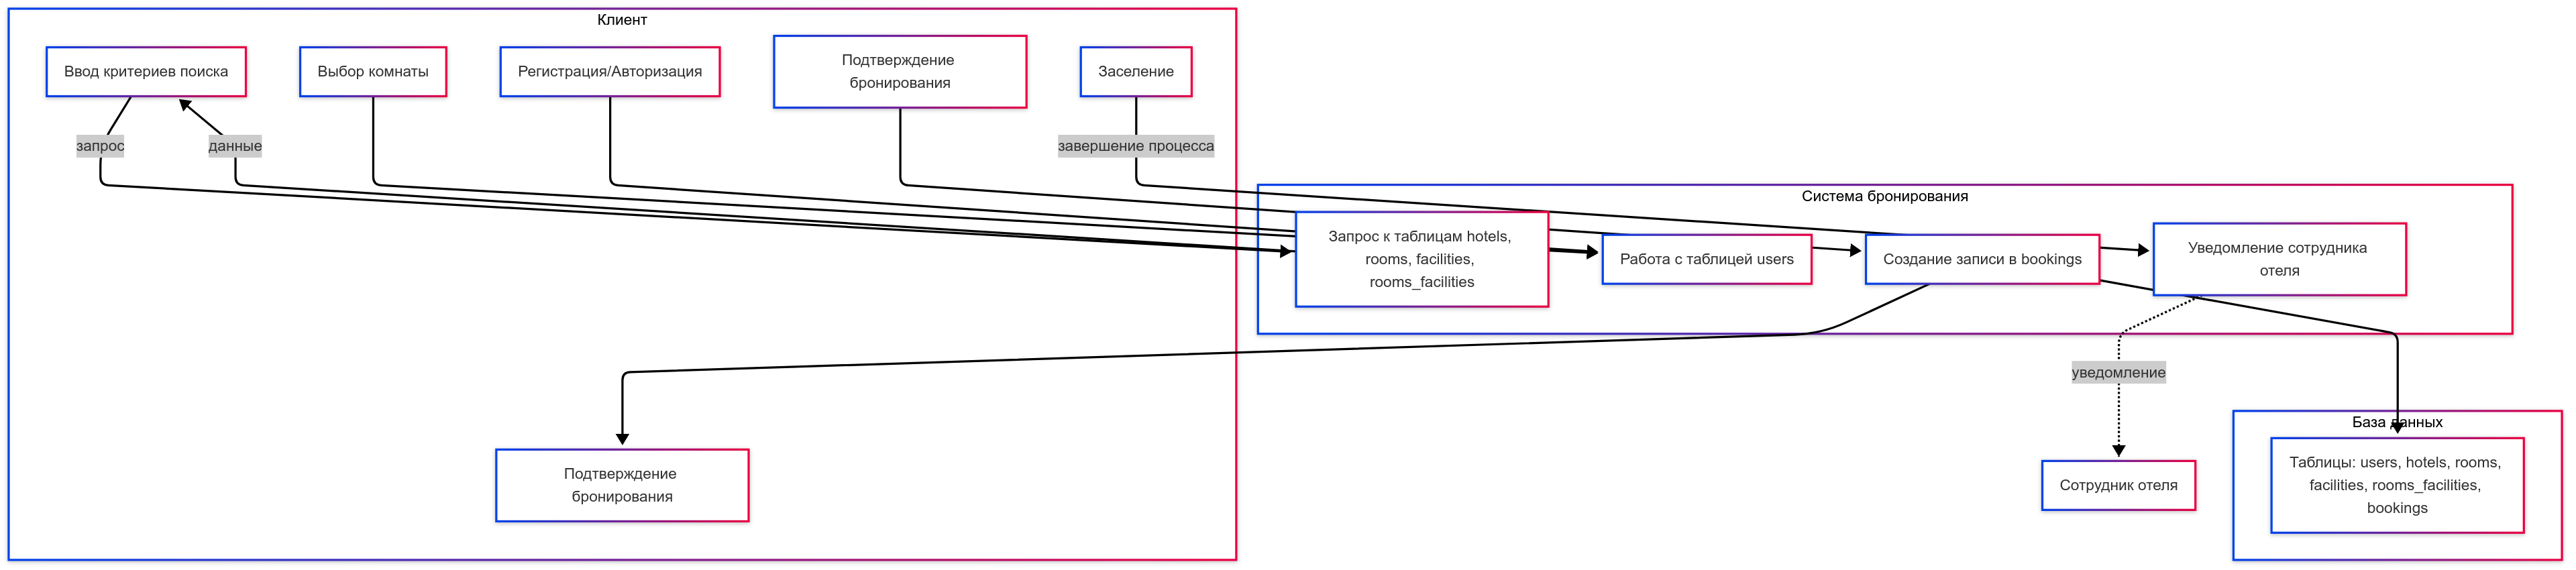 Клиент
Ввод критериев поиска
Выбор комнаты
Регистрация/Авторизация
Подтверждение
бронирования
Заселение
запрос
данные
завершение процесса
Система бронирования
Запрос к таблицам hotels,
rooms, facilities,
rooms_facilities
Работа с таблицей users
Создание записи в bookings
Уведомление сотрудника
отеля
уведомление
База данных
Подтверждение
бронирования
Сотрудник отеля
Таблицы: users, hotels, rooms,
facilities, rooms_facilities,
bookings